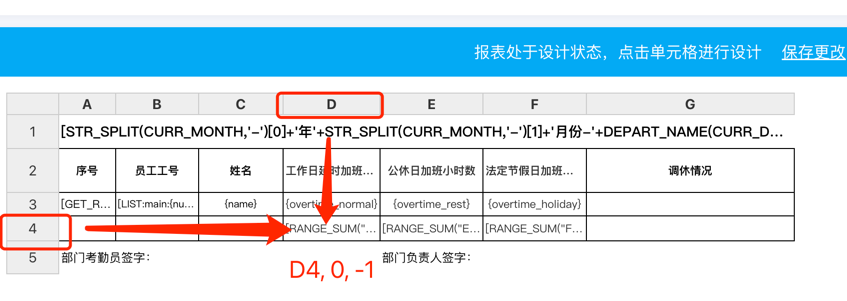 报表处于设计状态，点击单元格进行设计 保存更改
A B C D E F G
1 [STR_SPLIT(CURR_MONTH,'-')[0]+'年'+STR_SPLIT(CURR_MONTH,'-')[1]+'月份-'+DEPART_NAME(CURR_D...
2 序号 员工工号 姓名 工作日 时加班... 公休日加班小时数 法定节假日加班... 调休情况
3 [GET_R... [LIST:main:{nu... {name} {overtime_normal} {overtime_rest} {overtime_holiday}
4 [RANGE_SUM("... [RANGE_SUM("E... [RANGE_SUM("F...
5 部门考勤员签字： 部门负责人签字：
D4, 0, -1